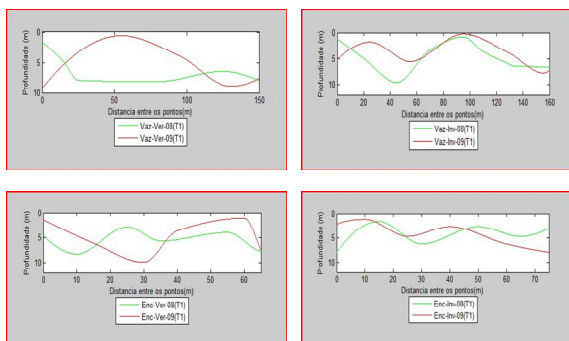 0
5
10
Profundidade (m)
0 50 100 150
Distancia entre os pontos(m)
Vaz-Ver-08(T1)
Vaz-Ver-09(T1)
0
5
10
Profundidade (m)
0 20 40 60 80 100 120 140 160
Distancia entre os pontos(m)
Vaz-Inv-08(T1)
Vaz-Inv-09(T1)
0
5
10
Profundidade (m)
0 10 20 30 40 50 60
Distancia entre os pontos(m)
Enc-Ver-08(T1)
Enc-Ver-09(T1)
0
5
10
Profundidade (m)
0 10 20 30 40 50 60 70
Distancia entre os pontos(m)
Enc-Inv-08(T1)
Enc-Inv-09(T1)